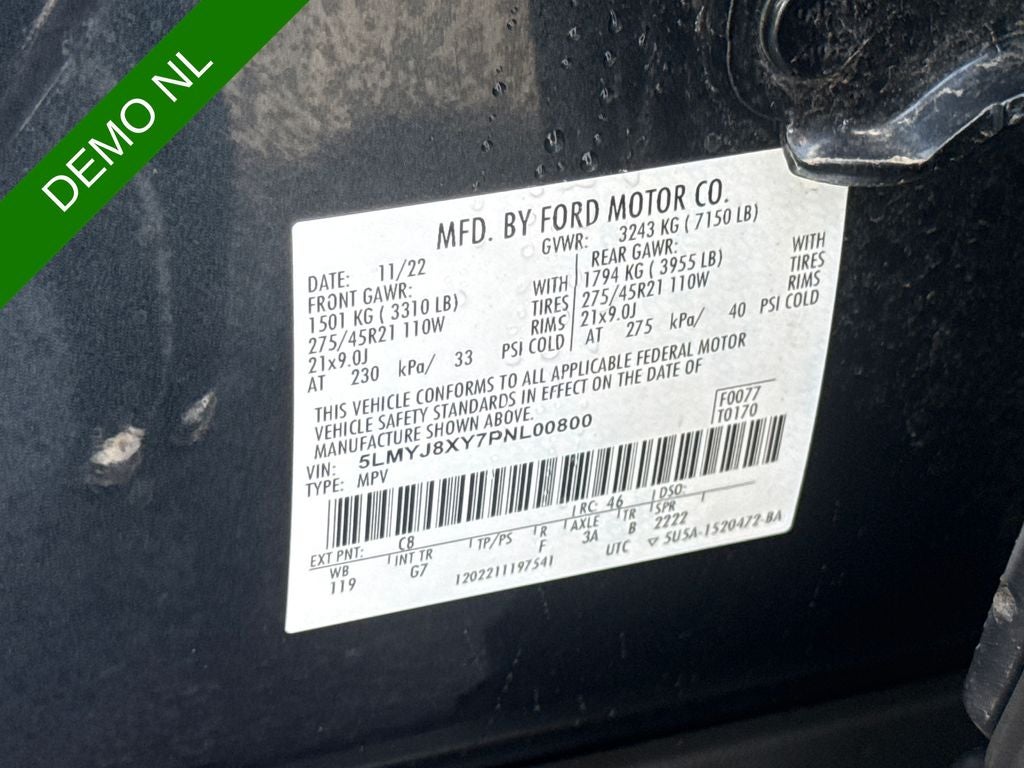 DEMO NL
MFD. BY FORD MOTOR CO.
DATE: 11/22 GVWR: 3243 KG ( 7150 LB)
FRONT GAWR: REAR GAWR:
1501 KG ( 3310 LB) WITH 1794 KG ( 3955 LB) WITH
275/45R21 110W TIRES 275/45R21 110W TIRES
21x9.0J RIMS 21x9.0J RIMS
AT 230 kPa/ 33 PSI COLD AT 275 kPa/ 40 PSI COLD
THIS VEHICLE CONFORMS TO ALL APPLICABLE FEDERAL MOTOR
VEHICLE SAFETY STANDARDS IN EFFECT ON THE DATE OF
MANUFACTURE SHOWN ABOVE. F0077
VIN: 5LMYJ8XY7PNL00800 T0170
TYPE: MPV
EXT PNT: C8 RC: 46 DSO:
WB INT TR TP/PS R AXLE TR SPR
119 G7 F 3A B 2222
1202211197541 UTC ▽ 5U5A-1520472-BA